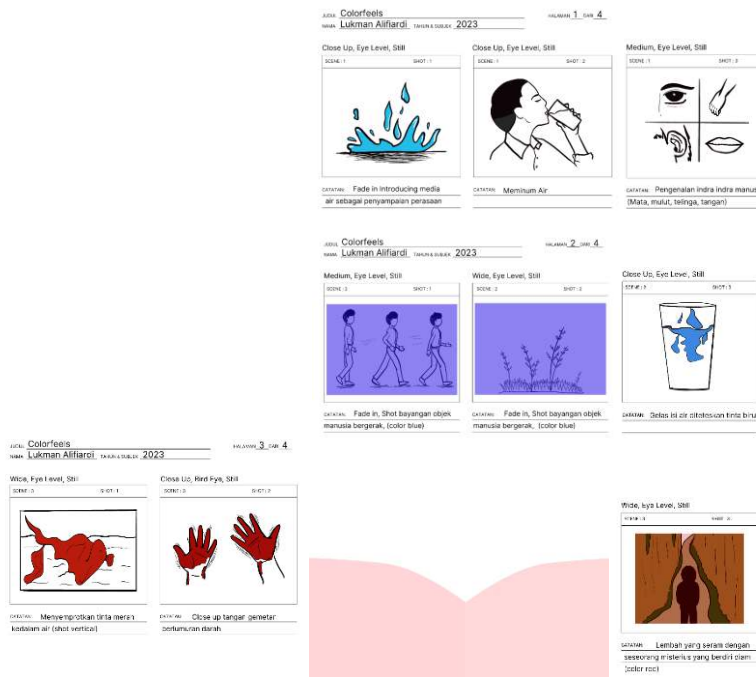 JUDUL Colorfeels HALAMAN 1 DARI 4
NAMA Lukman Alifiardi TAHUN & SUBJEK 2023
Close Up, Eye Level, Still
SCENE : 1 SHOT : 1
CATATAN: Fade in Introducing media
air sebagai penyampaian perasaan
Close Up, Eye Level, Still
SCENE : 1 SHOT : 2
CATATAN: Meminum Air
Medium, Eye Level, Still
SCENE : 1 SHOT : 3
CATATAN: Pengenalan indra indra manus
(Mata, mulut, telinga, tangan)
JUDUL Colorfeels HALAMAN 2 DARI 4
NAMA Lukman Alifiardi TAHUN & SUBJEK 2023
Medium, Eye Level, Still
SCENE : 2 SHOT : 1
CATATAN: Fade in, Shot bayangan objek
manusia bergerak, (color blue)
Wide, Eye Level, Still
SCENE : 2 SHOT : 2
CATATAN: Fade in, Shot bayangan objek
manusia bergerak, (color blue)
Close Up, Eye Level, Still
SCENE : 2 SHOT : 3
CATATAN: Gelas isi air diteteskan tinta biru
JUDUL Colorfeels HALAMAN 3 DARI 4
NAMA Lukman Alifiardi TAHUN & SUBJEK 2023
Wide, Eye Level, Still
SCENE : 3 SHOT : 1
CATATAN: Menyemprotkan tinta merah
kedalam air (shot vertical)
Close Up, Bird Eye, Still
SCENE : 3 SHOT : 2
CATATAN: Close up tangan gemetar
berlumuran darah
Wide, Eye Level, Still
SCENE : 3 SHOT : 3
CATATAN: Lembah yang seram dengan
seseorang misterius yang berdiri diam
(color red)